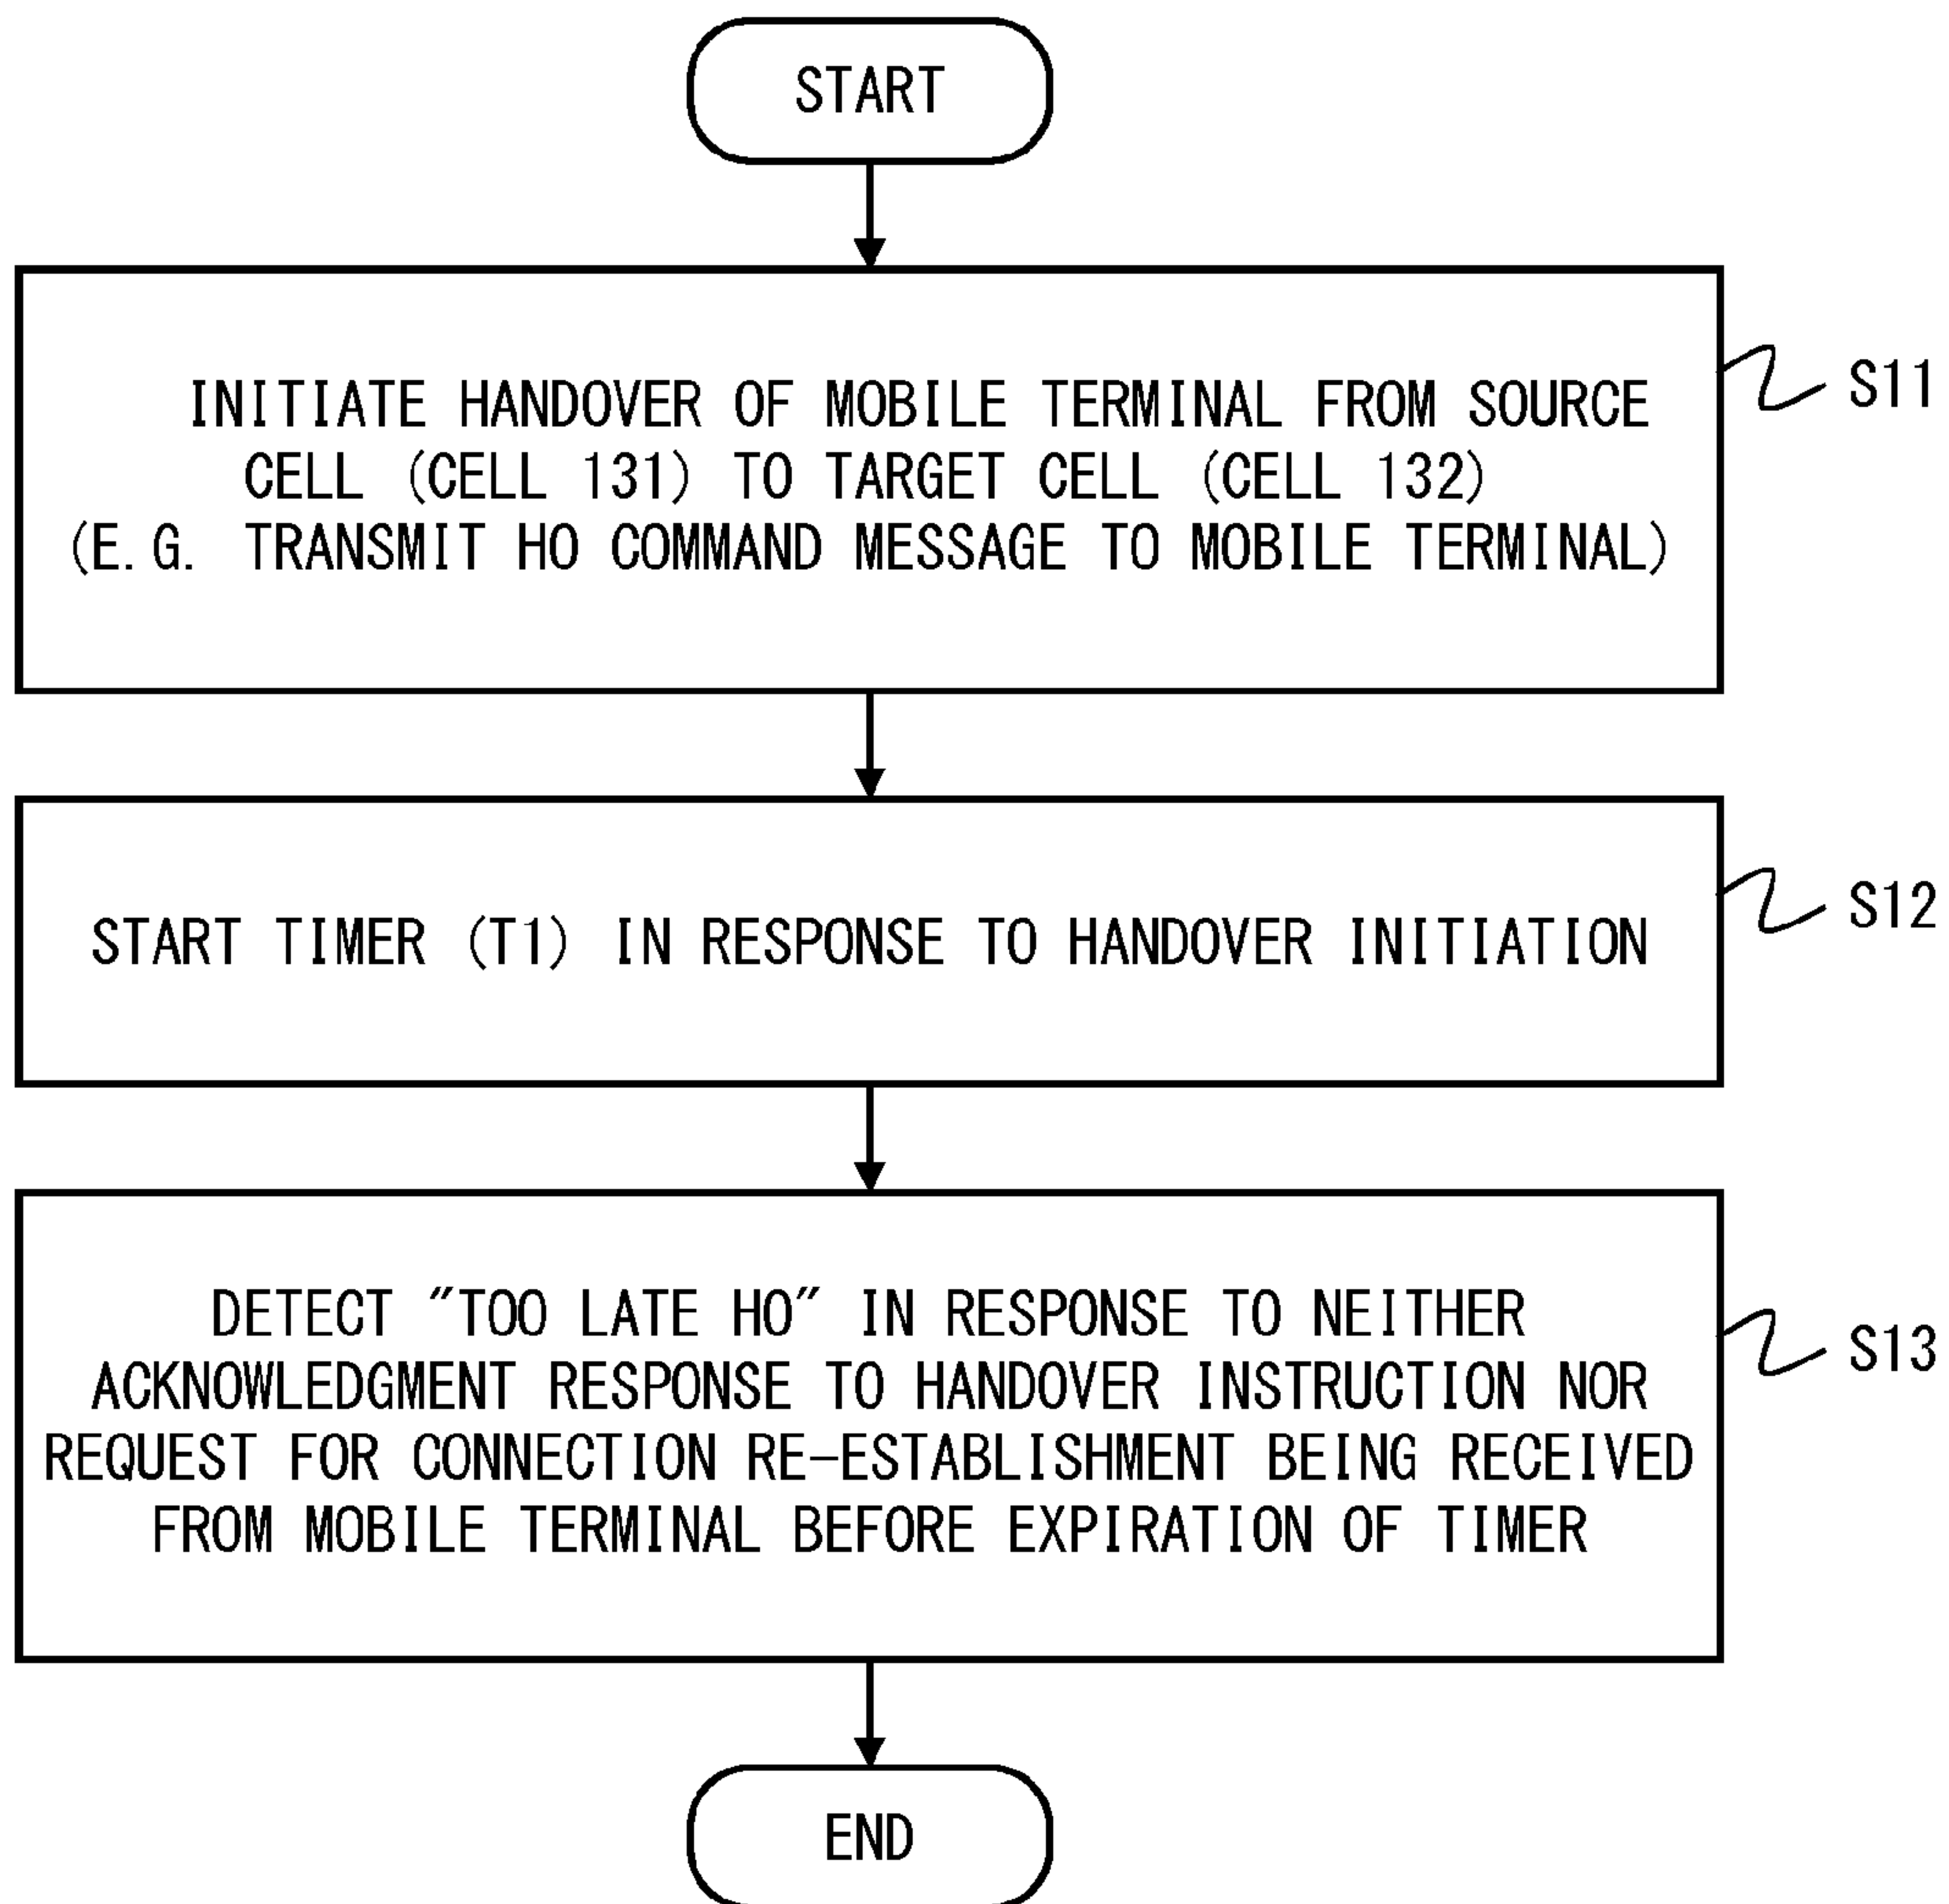 START
INITIATE HANDOVER OF MOBILE TERMINAL FROM SOURCE
CELL (CELL 131) TO TARGET CELL (CELL 132)
(E.G. TRANSMIT HO COMMAND MESSAGE TO MOBILE TERMINAL)
S11
START TIMER (T1) IN RESPONSE TO HANDOVER INITIATION
S12
DETECT "TOO LATE HO" IN RESPONSE TO NEITHER
ACKNOWLEDGMENT RESPONSE TO HANDOVER INSTRUCTION NOR
REQUEST FOR CONNECTION RE-ESTABLISHMENT BEING RECEIVED
FROM MOBILE TERMINAL BEFORE EXPIRATION OF TIMER
S13
END